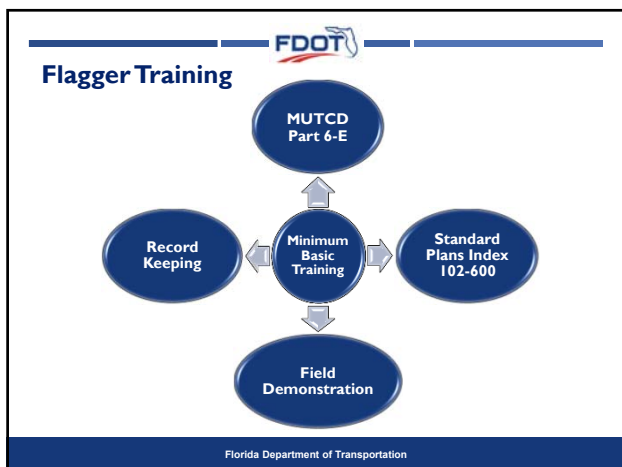 FDOT
Flagger Training
MUTCD
Part 6-E
Record
Keeping
Minimum
Basic
Training
Standard
Plans Index
102-600
Field
Demonstration
Florida Department of Transportation